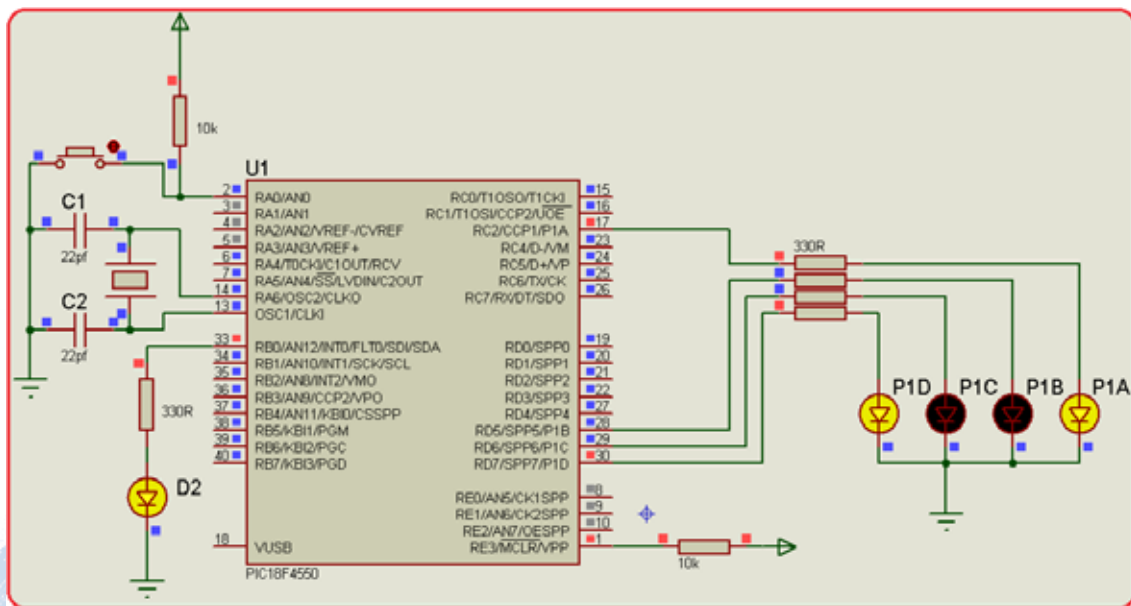 10k
U1
C1
22pf
C2
22pf
2 RA0/AN0
3 RA1/AN1
4 RA2/AN2/VREF-/CVREF
5 RA3/AN3/VREF+
6 RA4/T0CKI/C1OUT/RCV
7 RA5/AN4/SS/LVDIN/C2OUT
14 RA6/OSC2/CLKO
13 OSC1/CLKI
33 RB0/AN12/INT0/FLT0/SDI/SDA
34 RB1/AN10/INT1/SCK/SCL
35 RB2/AN8/INT2/VMO
36 RB3/AN9/CCP2/VPO
37 RB4/AN11/KBI0/CSSPP
38 RB5/KBI1/PGM
39 RB6/KBI2/PGC
40 RB7/KBI3/PGD
18 VUSB
RC0/T1OSO/T1CKI 15
RC1/T1OSI/CCP2/UOE 16
RC2/CCP1/P1A 17
RC4/D-/VM 23
RC5/D+/VP 24
RC6/TX/CK 25
RC7/RX/DT/SDO 26
RD0/SPP0 19
RD1/SPP1 20
RD2/SPP2 21
RD3/SPP3 22
RD4/SPP4 27
RD5/SPP5/P1B 28
RD6/SPP6/P1C 29
RD7/SPP7/P1D 30
RE0/AN5/CK1SPP 8
RE1/AN6/CK2SPP 9
RE2/AN7/OESPP 10
RE3/MCLR/VPP 1
PIC18F4550
330R
D2
330R
P1D P1C P1B P1A
10k